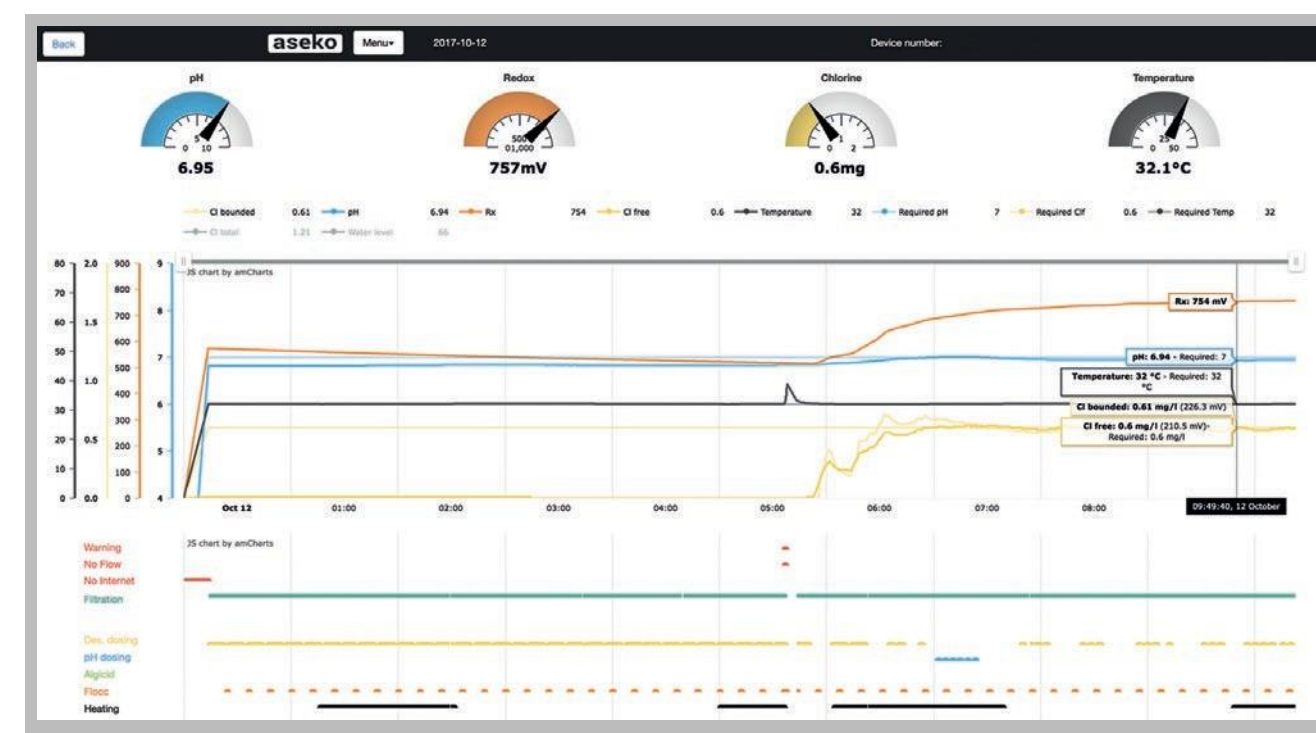 Back
aseko
Menu
2017-10-12
Device number:
pH
Redox
Chlorine
Temperature
5
0 10
500
01,000
1
0 2
25
0 50
6.95
757mV
0.6mg
32.1°C
Cl bounded 0.61 pH 6.94 Rx 754 Cl free 0.6 Temperature 32 Required pH 7 Required Clf 0.6 Required Temp 32
Cl total 1.21 Water level 66
80 2.0 900 9
JS chart by amCharts
70 800 8
60 1.5 700
600
50 500 7
40 1.0 400 6
30 300
20 0.5 200 5
10 100
0 0.0 0 4
Rx: 754 mV
pH: 6.94 - Required: 7
Temperature: 32 °C - Required: 32
°C
Cl bounded: 0.61 mg/l (226.3 mV)
Cl free: 0.6 mg/l (210.5 mV)-
Required: 0.6 mg/l
Oct 12 01:00 02:00 03:00 04:00 05:00 06:00 07:00 08:00
09:49:40, 12 October
JS chart by amCharts
Warning
No Flow
No Internet
Filtration
Des. dosing
pH dosing
Algicid
Flocc
Heating